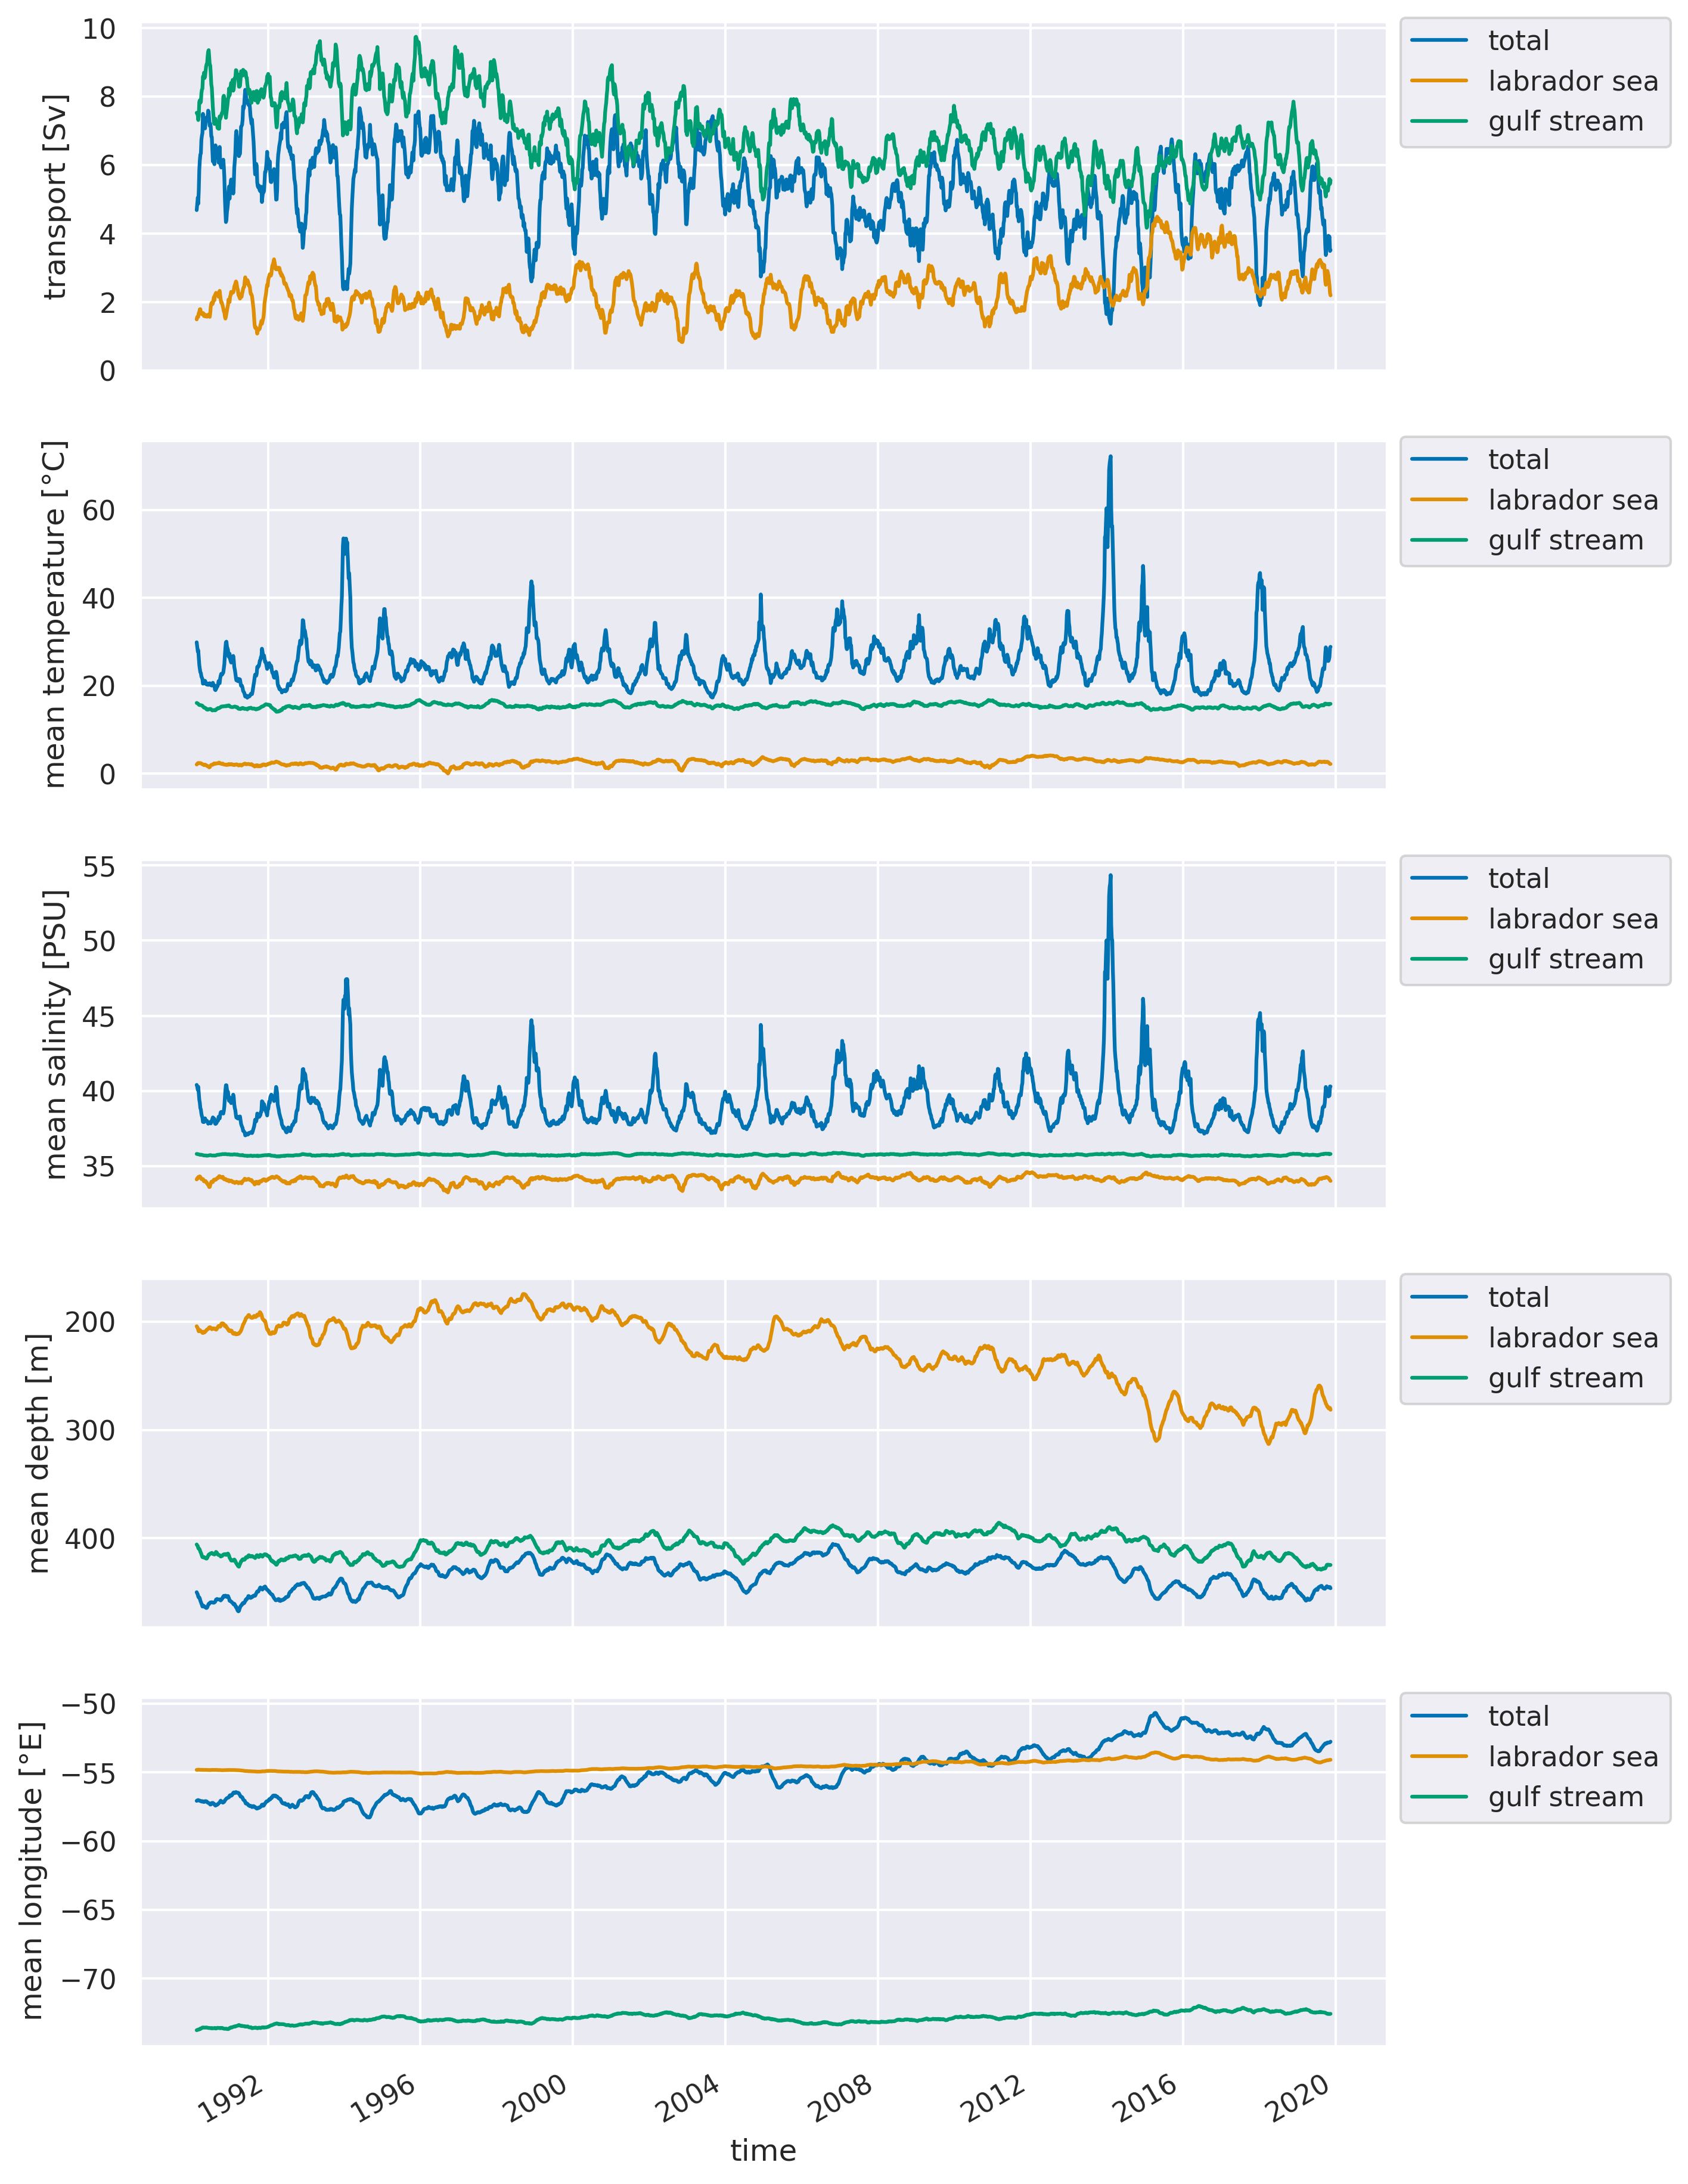 transport [Sv]
10
8
6
4
2
0
total
labrador sea
gulf stream
mean temperature [°C]
60
40
20
0
total
labrador sea
gulf stream
mean salinity [PSU]
55
50
45
40
35
total
labrador sea
gulf stream
mean depth [m]
200
300
400
total
labrador sea
gulf stream
mean longitude [°E]
−50
−55
−60
−65
−70
total
labrador sea
gulf stream
1992 1996 2000 2004 2008 2012 2016 2020
time